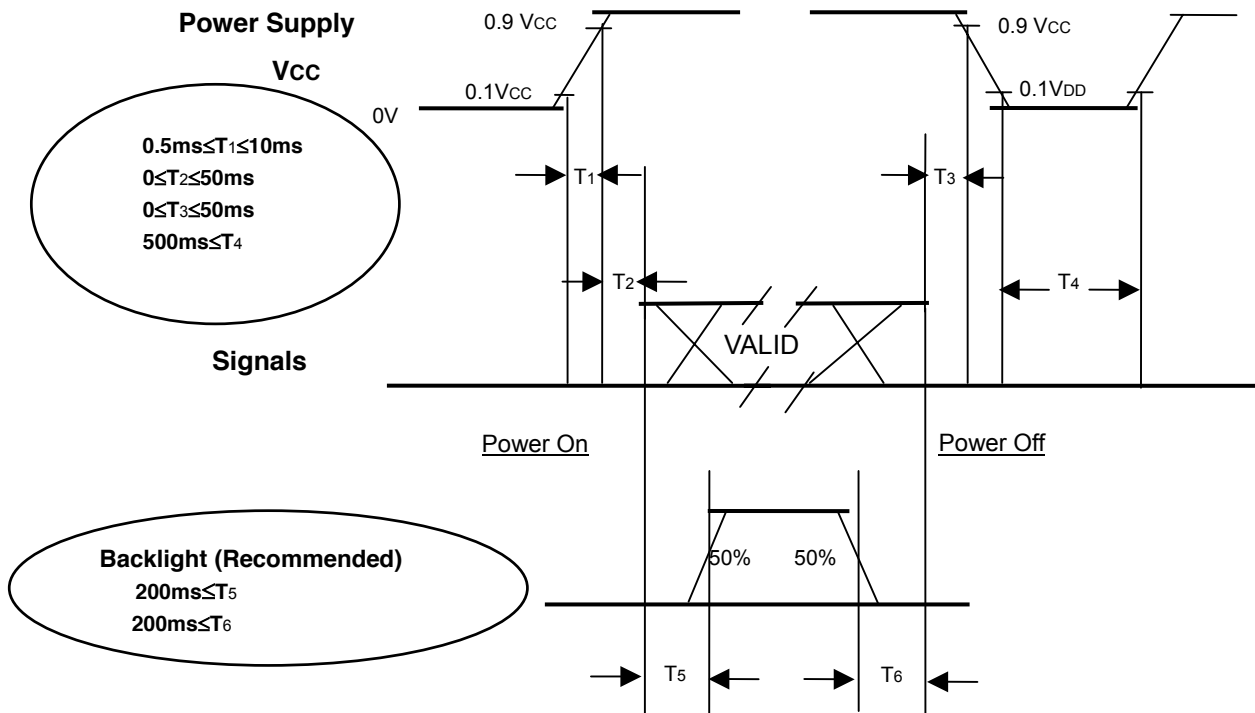 Power Supply
0.9 VCC
0.9 VCC
VCC
0.1VCC
0.1VDD
0V
0.5ms≤T1≤10ms
0≤T2≤50ms
0≤T3≤50ms
500ms≤T4
T1
T3
T2
T4
VALID
Signals
Power On
Power Off
Backlight (Recommended)
200ms≤T5
200ms≤T6
50%
50%
T5
T6